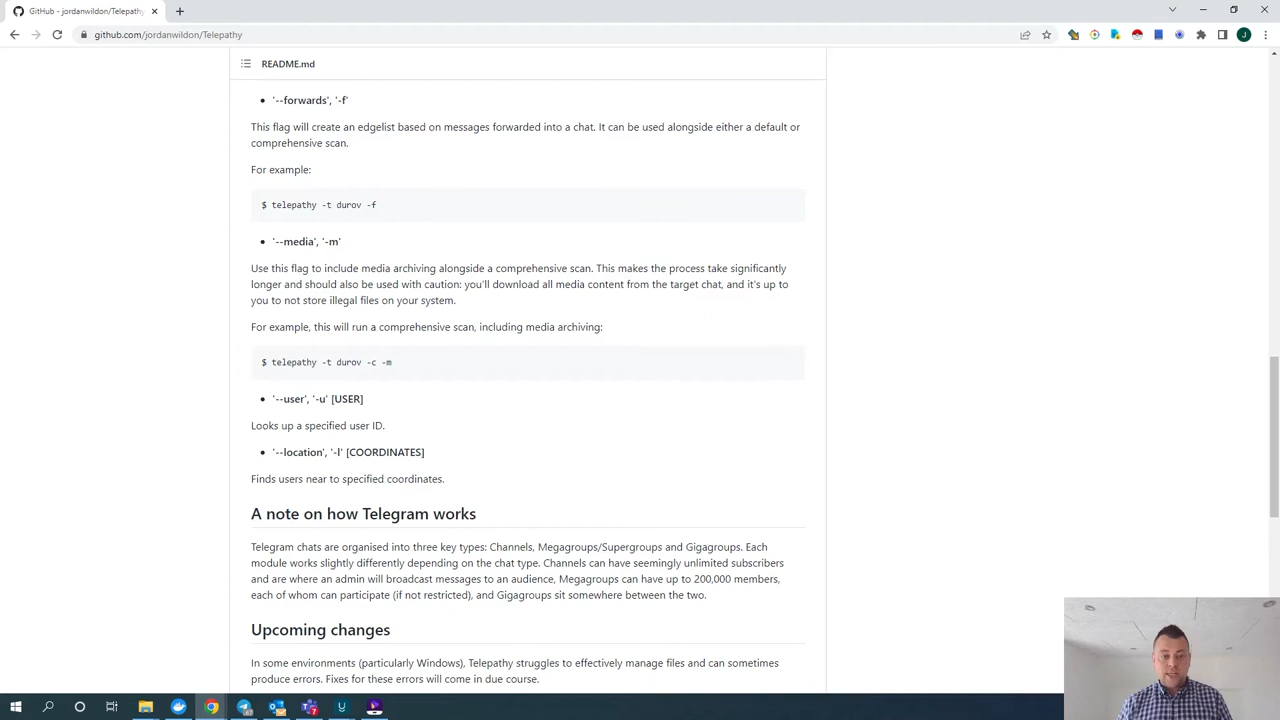 GitHub - jordanwildon/Telepathy
github.com/jordanwildon/Telepathy
J
README.md
'--forwards', '-f'
This flag will create an edgelist based on messages forwarded into a chat. It can be used alongside either a default or
comprehensive scan.
For example:
$ telepathy -t durov -f
'--media', '-m'
Use this flag to include media archiving alongside a comprehensive scan. This makes the process take significantly
longer and should also be used with caution: you'll download all media content from the target chat, and it's up to
you to not store illegal files on your system.
For example, this will run a comprehensive scan, including media archiving:
$ telepathy -t durov -c -m
'--user', '-u' [USER]
Looks up a specified user ID.
'--location', '-l' [COORDINATES]
Finds users near to specified coordinates.
A note on how Telegram works
Telegram chats are organised into three key types: Channels, Megagroups/Supergroups and Gigagroups. Each
module works slightly differently depending on the chat type. Channels can have seemingly unlimited subscribers
and are where an admin will broadcast messages to an audience, Megagroups can have up to 200,000 members,
each of whom can participate (if not restricted), and Gigagroups sit somewhere between the two.
Upcoming changes
In some environments (particularly Windows), Telepathy struggles to effectively manage files and can sometimes
produce errors. Fixes for these errors will come in due course.